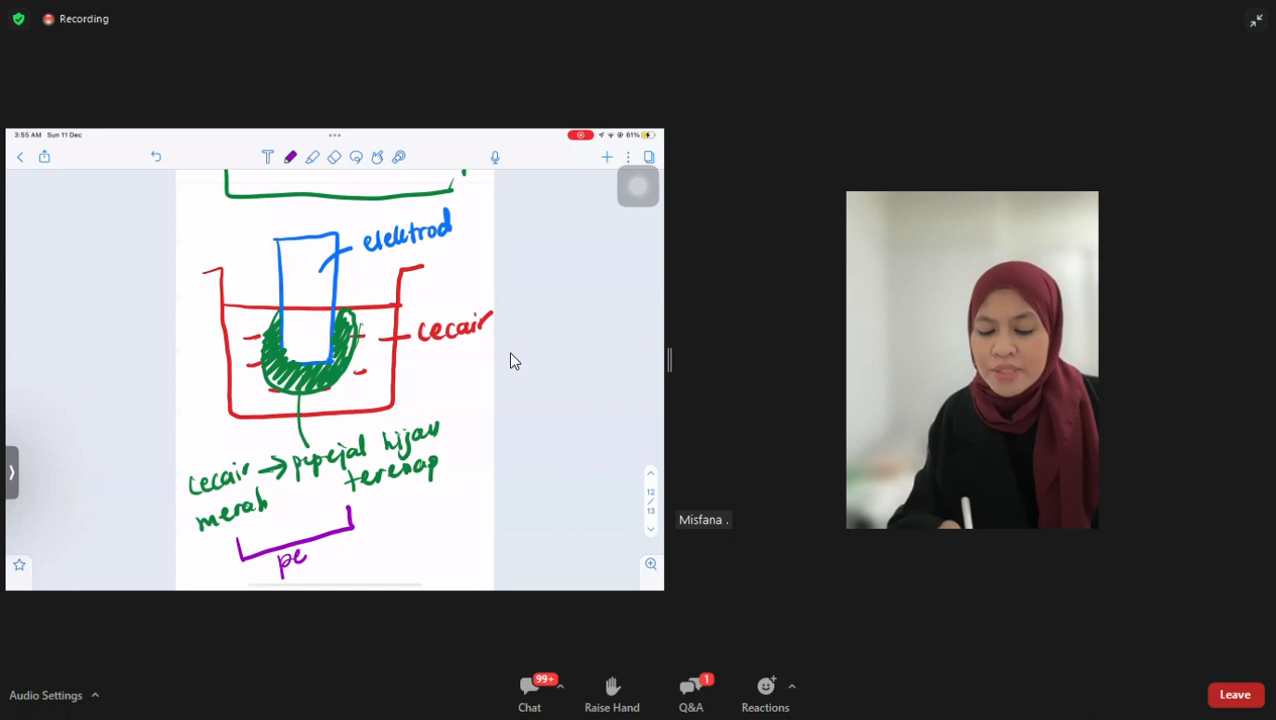 Recording
3:55 AM Sun 11 Dec
61%
T
elektrod
cecair
cecair → pepejal hijau
merah terenap
pe
12
/
13
Misfana .
Audio Settings
99+
Chat
Raise Hand
1
Q&A
Reactions
Leave